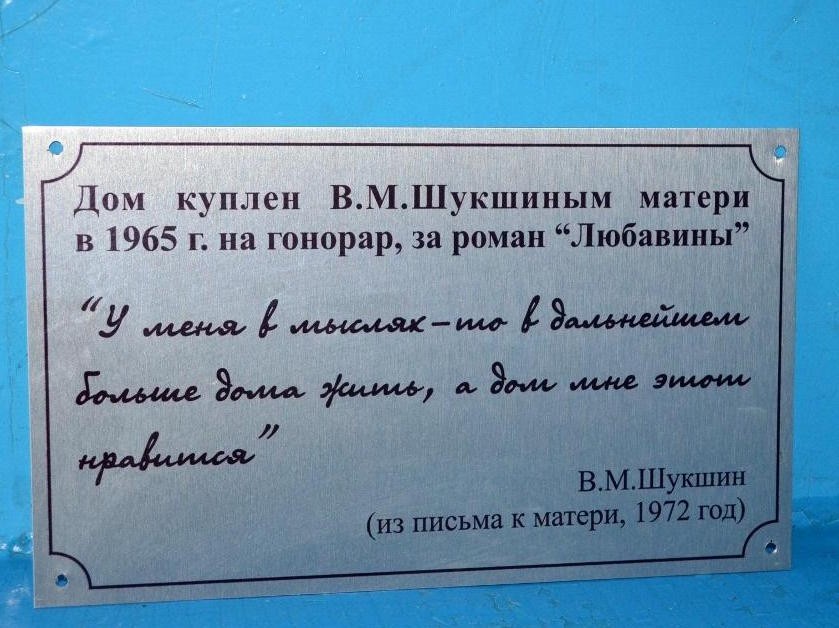 Дом куплен В.М.Шукшиным матери
в 1965 г. на гонорар, за роман “Любавины”
“У меня в мыслях – то в дальнейшем
больше дома жить, а дом мне этот
нравится”
В.М.Шукшин
(из письма к матери, 1972 год)